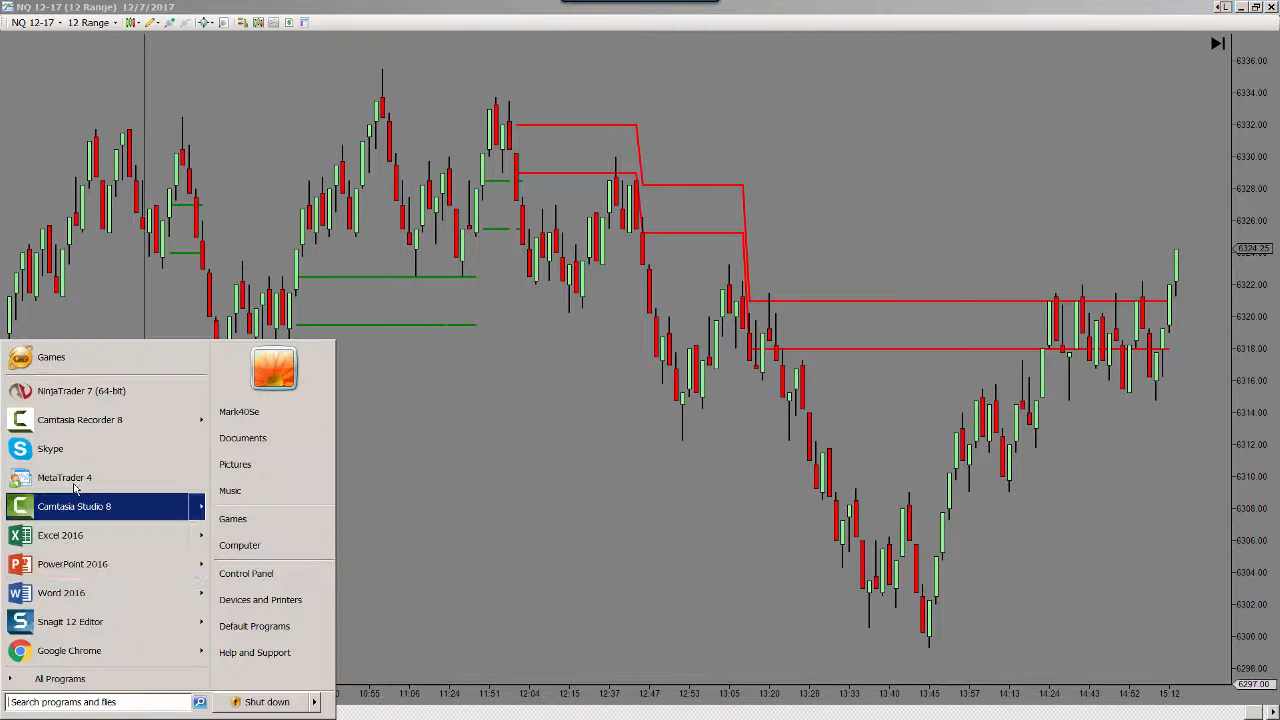 NQ 12-17 (12 Range) 12/7/2017
NQ 12-17 12 Range
6336.00
6334.00
6332.00
6330.00
6328.00
6326.00
6324.25
6322.00
6320.00
6318.00
6316.00
6314.00
6312.00
6310.00
6308.00
6306.00
6304.00
6302.00
6300.00
6298.00
6297.00
Games
NinjaTrader 7 (64-bit)
Camtasia Recorder 8
Skype
MetaTrader 4
Camtasia Studio 8
Excel 2016
PowerPoint 2016
Word 2016
Snagit 12 Editor
Google Chrome
All Programs
Search programs and files
Mark40Se
Documents
Pictures
Music
Games
Computer
Control Panel
Devices and Printers
Default Programs
Help and Support
Shut down
10:55 11:06 11:24 11:51 12:04 12:15 12:27 12:47 12:53 13:05 13:20 13:28 13:33 13:41 13:45 13:57 14:13 14:24 14:43 14:52 15:12